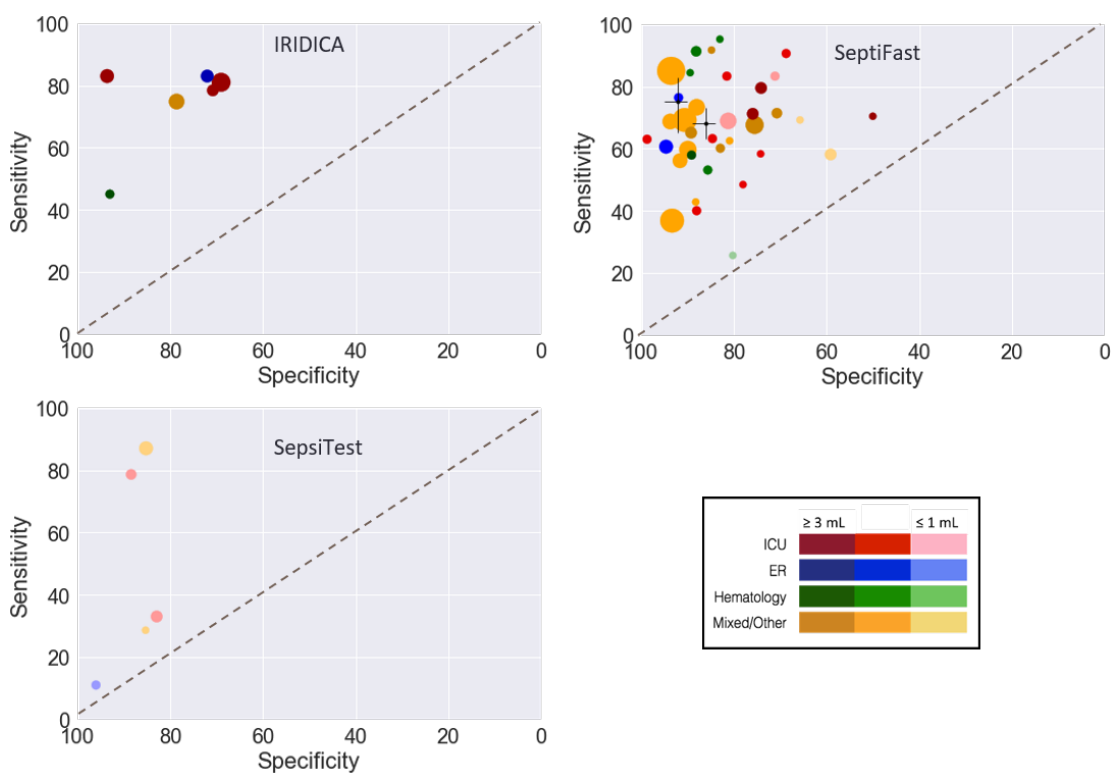 IRIDICA
100
80
60
40
20
0
Sensitivity
100 80 60 40 20 0
Specificity
SeptiFast
100
80
60
40
20
0
Sensitivity
100 80 60 40 20 0
Specificity
SepsiTest
100
80
60
40
20
0
Sensitivity
100 80 60 40 20 0
Specificity
≥ 3 mL ≤ 1 mL
ICU
ER
Hematology
Mixed/Other